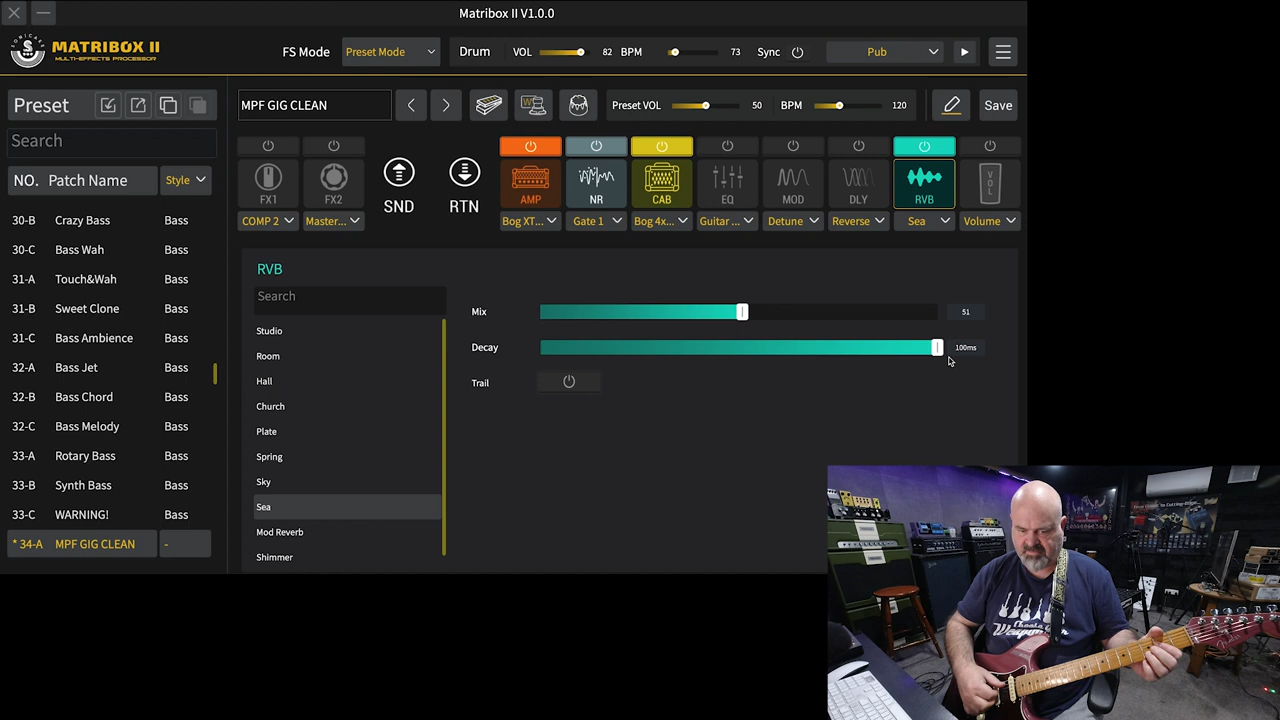 Matribox II V1.0.0
SONICAKE
MATRIBOX II
MULTI-EFFECTS PROCESSOR
FS Mode Preset Mode Drum VOL 82 BPM 73 Sync Pub
Preset
MPF GIG CLEAN Preset VOL 50 BPM 120 Save
Search
NO. Patch Name Style
FX1 FX2 SND RTN AMP NR CAB EQ MOD DLY RVB VOL
COMP 2 Master... Bog XT... Gate 1 Bog 4x... Guitar ... Detune Reverse Sea Volume
30-B Crazy Bass Bass
30-C Bass Wah Bass
31-A Touch&Wah Bass
31-B Sweet Clone Bass
31-C Bass Ambience Bass
32-A Bass Jet Bass
32-B Bass Chord Bass
32-C Bass Melody Bass
33-A Rotary Bass Bass
33-B Synth Bass Bass
33-C WARNING! Bass
* 34-A MPF GIG CLEAN -
RVB
Search
Studio
Room
Hall
Church
Plate
Spring
Sky
Sea
Mod Reverb
Shimmer
Mix 51
Decay 100ms
Trail